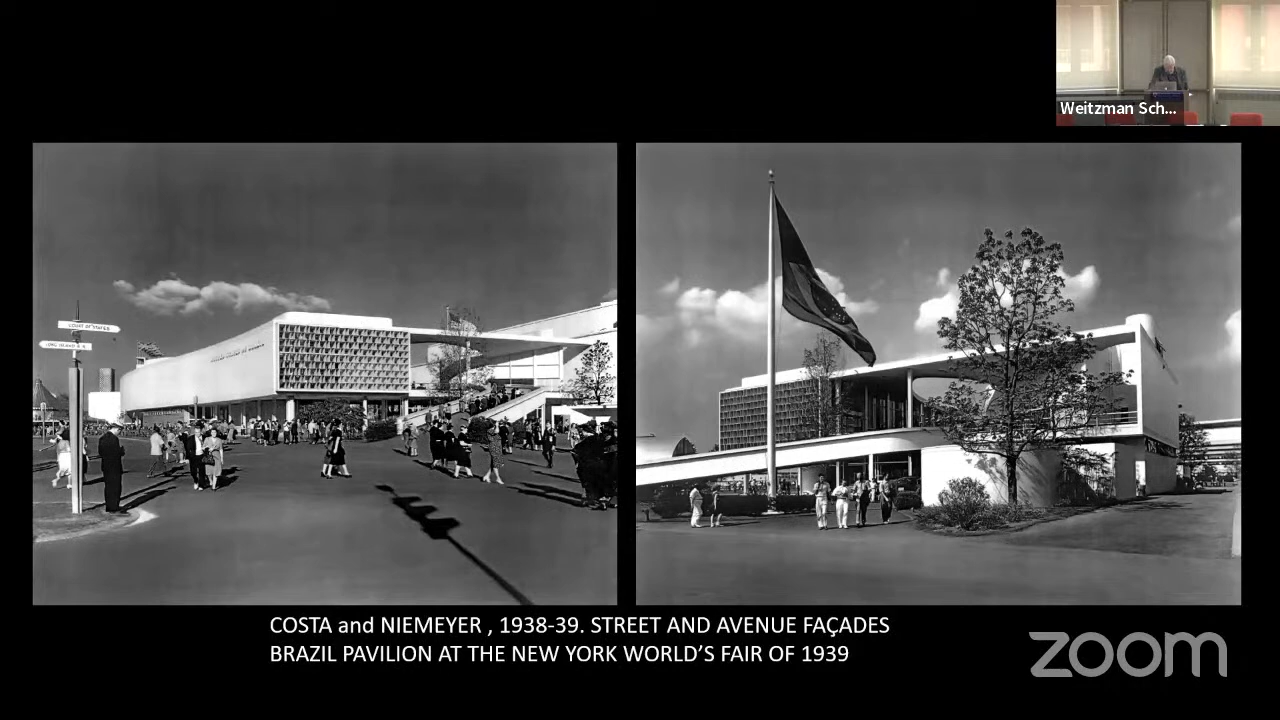 Weitzman Sch...
COURT OF STATES
COSTA and NIEMEYER , 1938-39. STREET AND AVENUE FAÇADES
BRAZIL PAVILION AT THE NEW YORK WORLD'S FAIR OF 1939
zoom